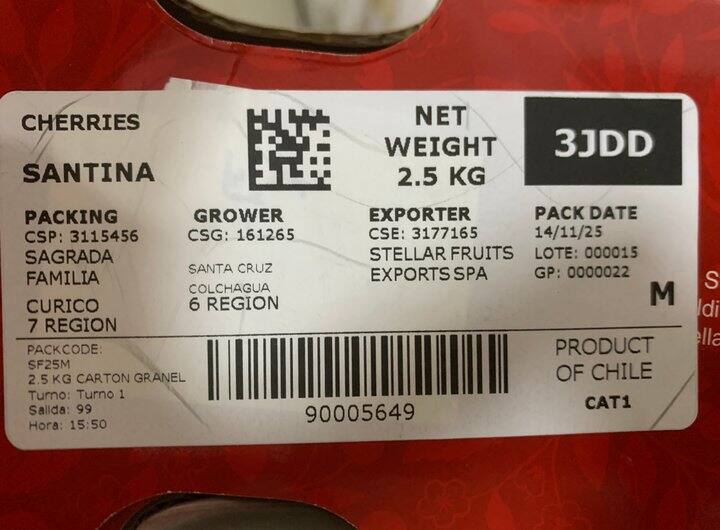 CHERRIES
SANTINA
NET
WEIGHT
2.5 KG
3JDD
PACKING
CSP: 3115456
SAGRADA
FAMILIA
CURICO
7 REGION
GROWER
CSG: 161265
SANTA CRUZ
COLCHAGUA
6 REGION
EXPORTER
CSE: 3177165
STELLAR FRUITS
EXPORTS SPA
PACK DATE
14/11/25
LOTE: 000015
GP: 0000022
M
PACKCODE:
SF25M
2.5 KG CARTON GRANEL
Turno: Turno 1
Salida: 99
Hora: 15:50
90005649
PRODUCT
OF CHILE
CAT1